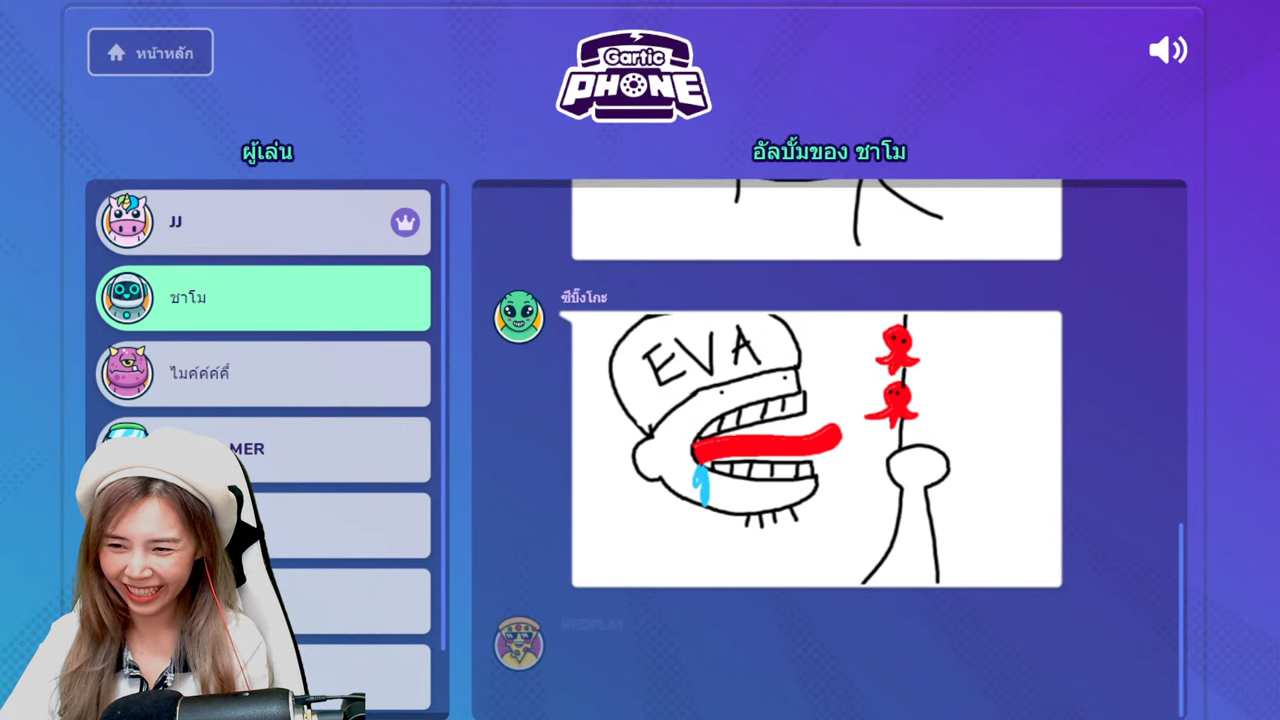 หน้าหลัก
Gartic
PHONE
ผู้เล่น
อัลบั้มของ ชาโม
JJ
ชาโม
ไมค์ค์ค์คี่
MER
ซีบิ๊งโกะ
EVA
REDPLAY